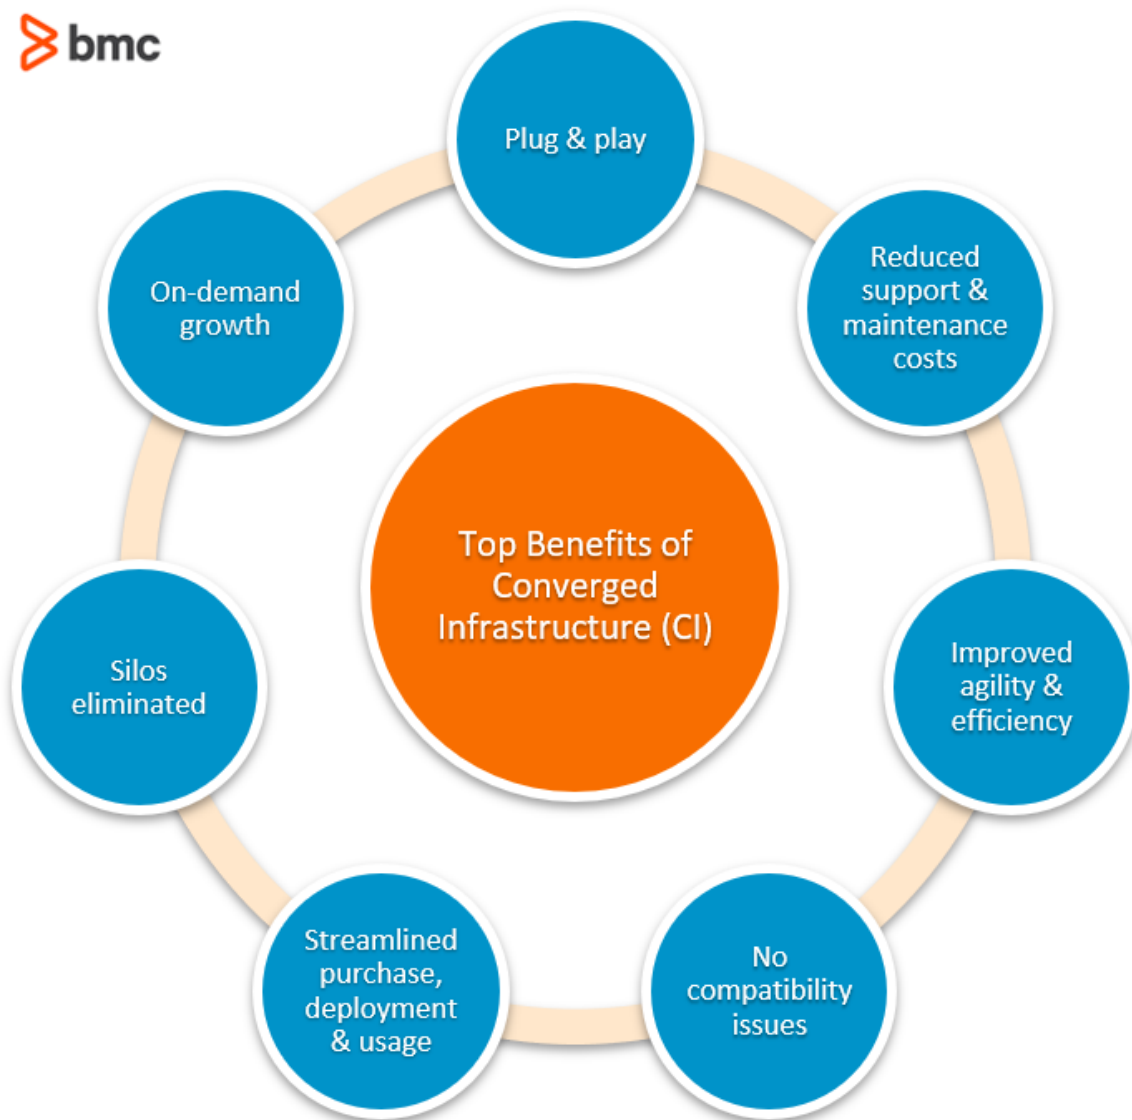 bmc
Plug & play
Reduced
support &
maintenance
costs
Improved
agility &
efficiency
No
compatibility
issues
Streamlined
purchase,
deployment
& usage
Silos
eliminated
On-demand
growth
Top Benefits of
Converged
Infrastructure (CI)